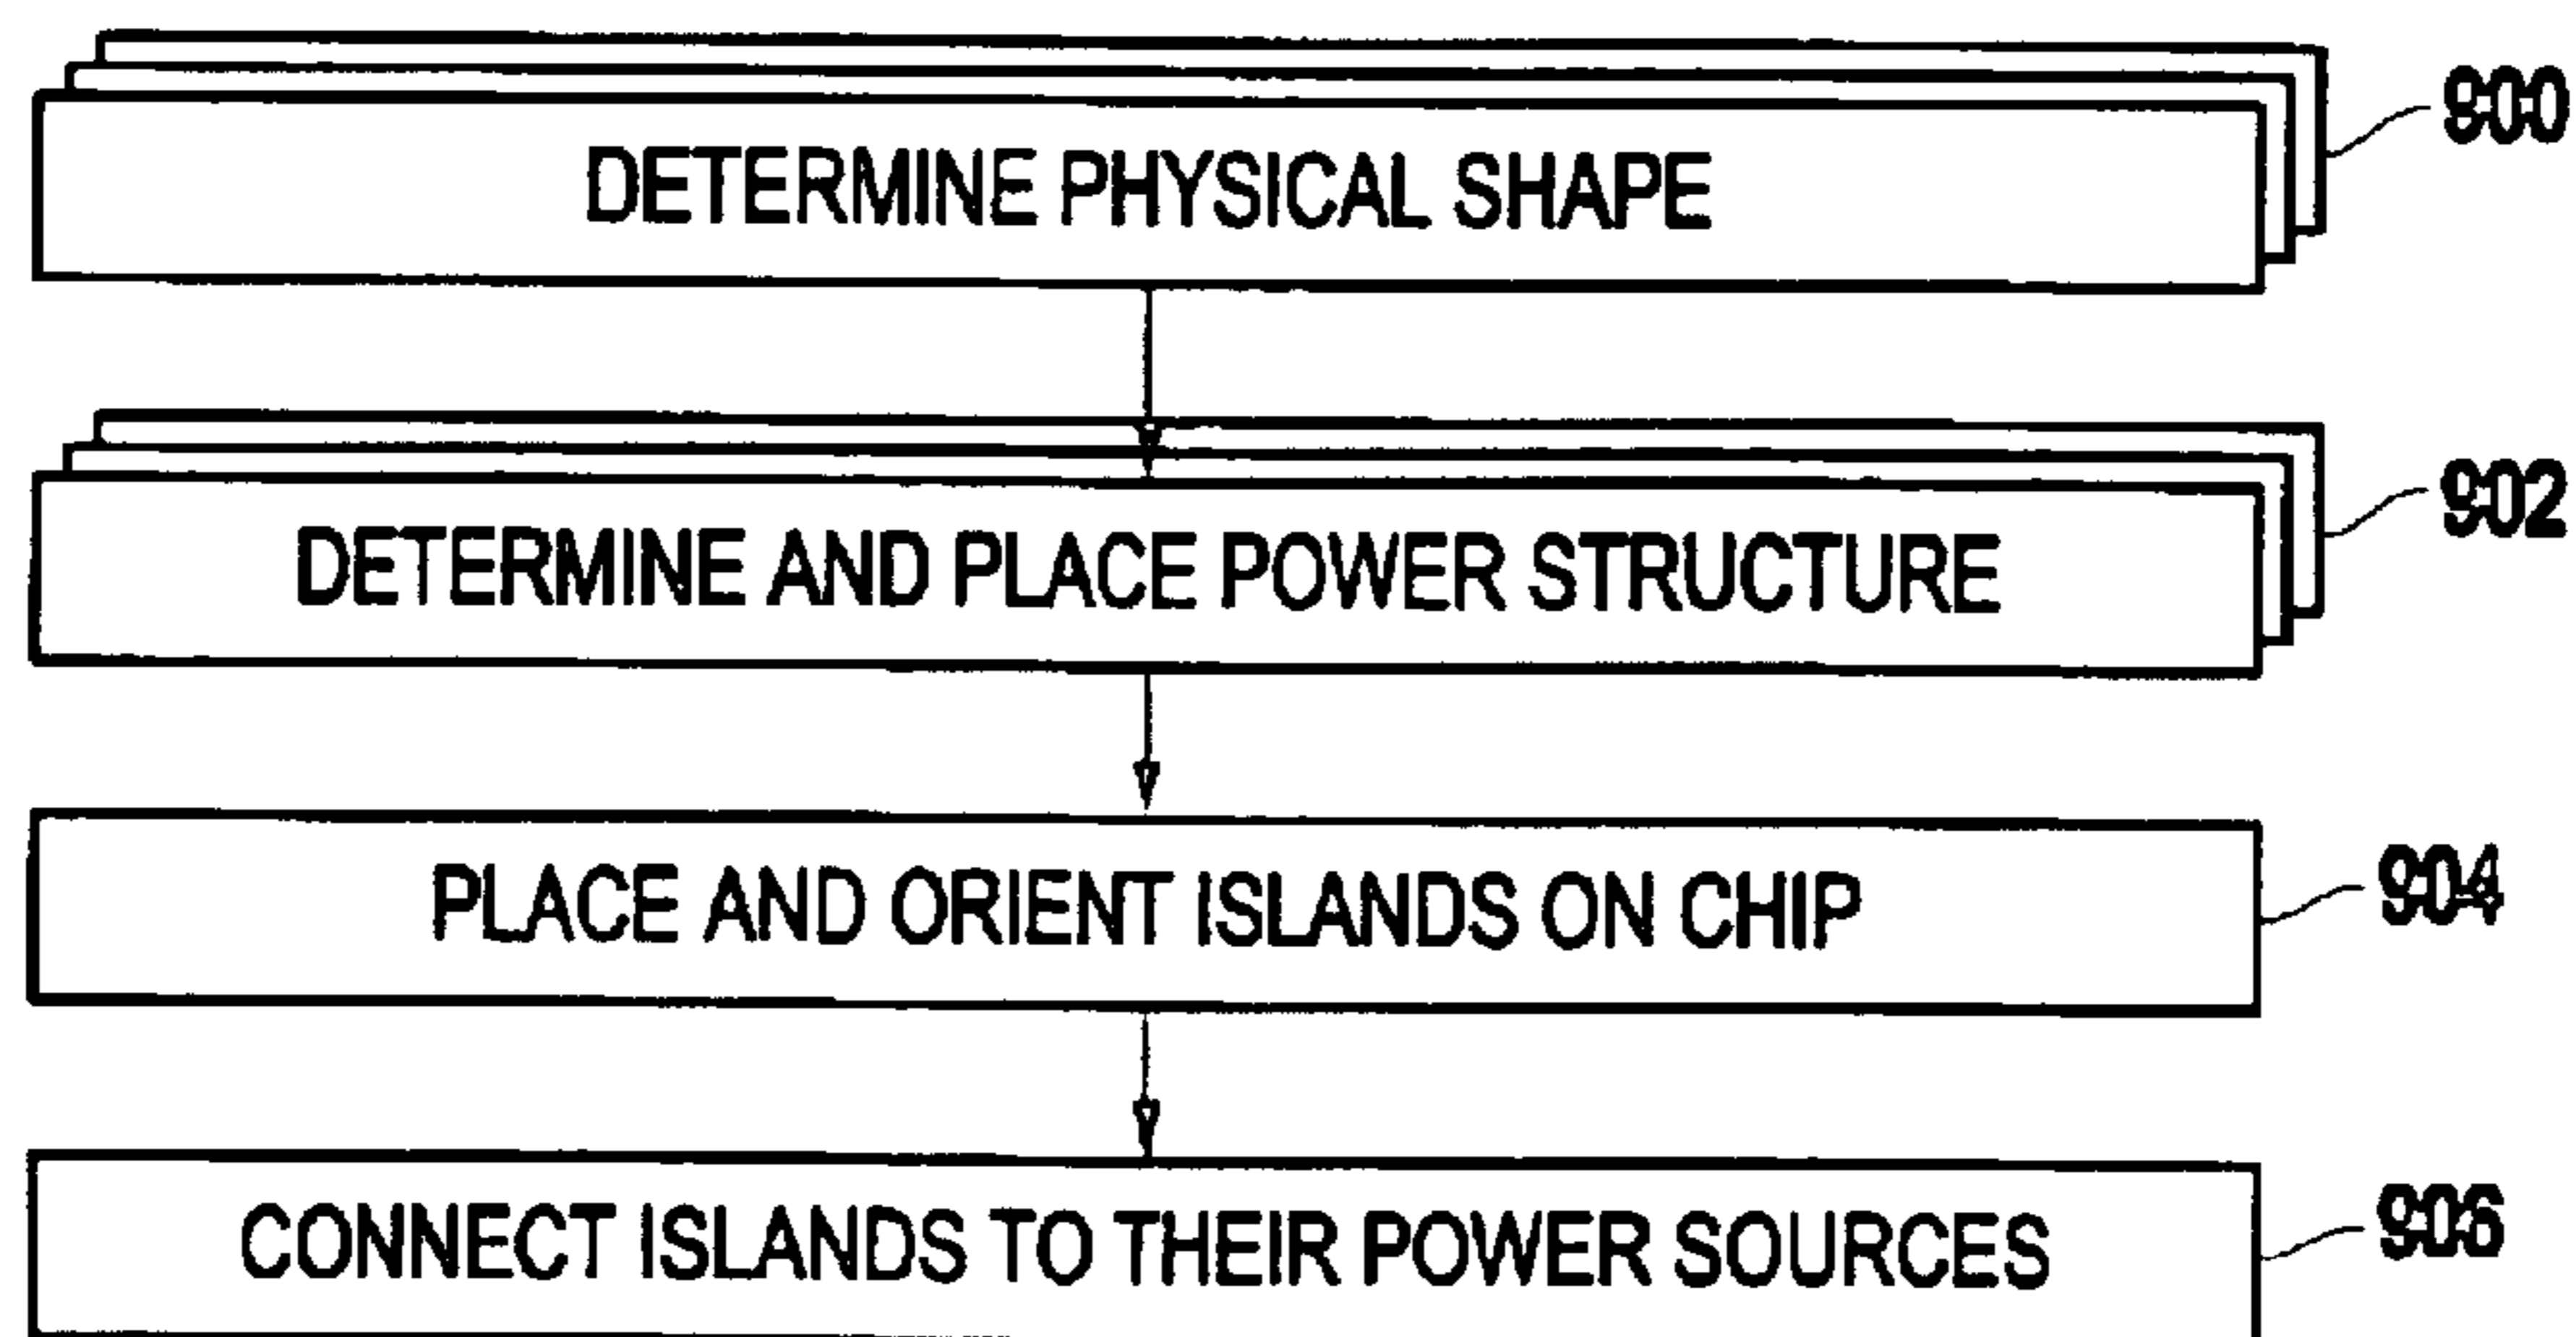 DETERMINE PHYSICAL SHAPE
900
DETERMINE AND PLACE POWER STRUCTURE
902
PLACE AND ORIENT ISLANDS ON CHIP
904
CONNECT ISLANDS TO THEIR POWER SOURCES
906